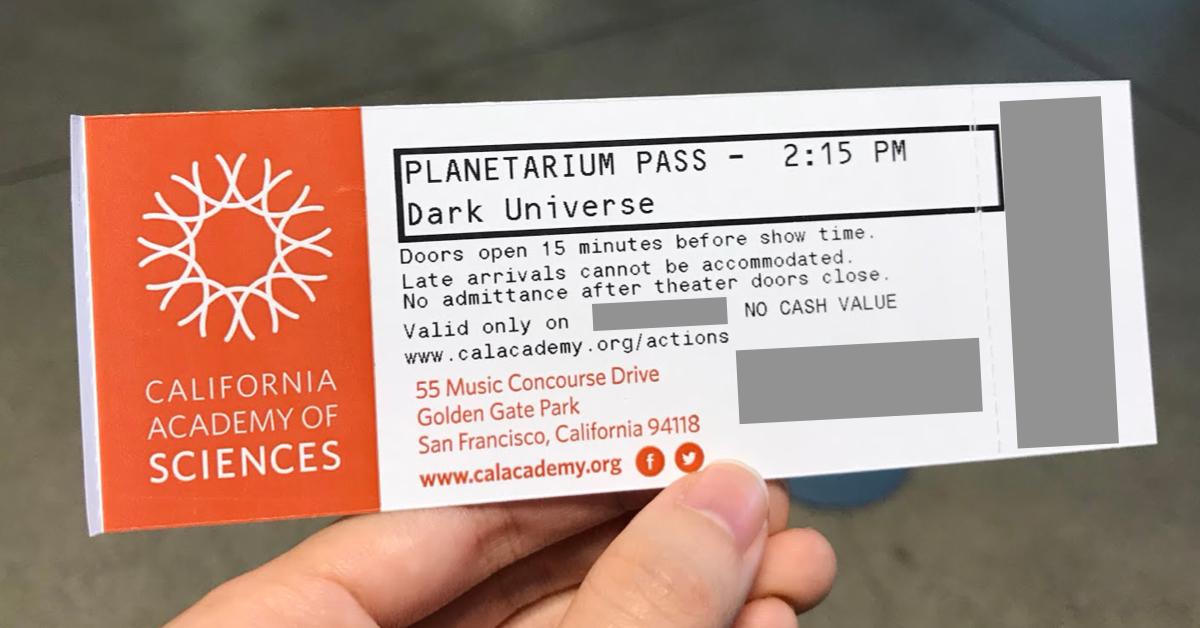 CALIFORNIA
ACADEMY OF
SCIENCES
PLANETARIUM PASS - 2:15 PM
Dark Universe
Doors open 15 minutes before show time.
Late arrivals cannot be accommodated.
No admittance after theater doors close.
Valid only on NO CASH VALUE
www.calacademy.org/actions
55 Music Concourse Drive
Golden Gate Park
San Francisco, California 94118
www.calacademy.org